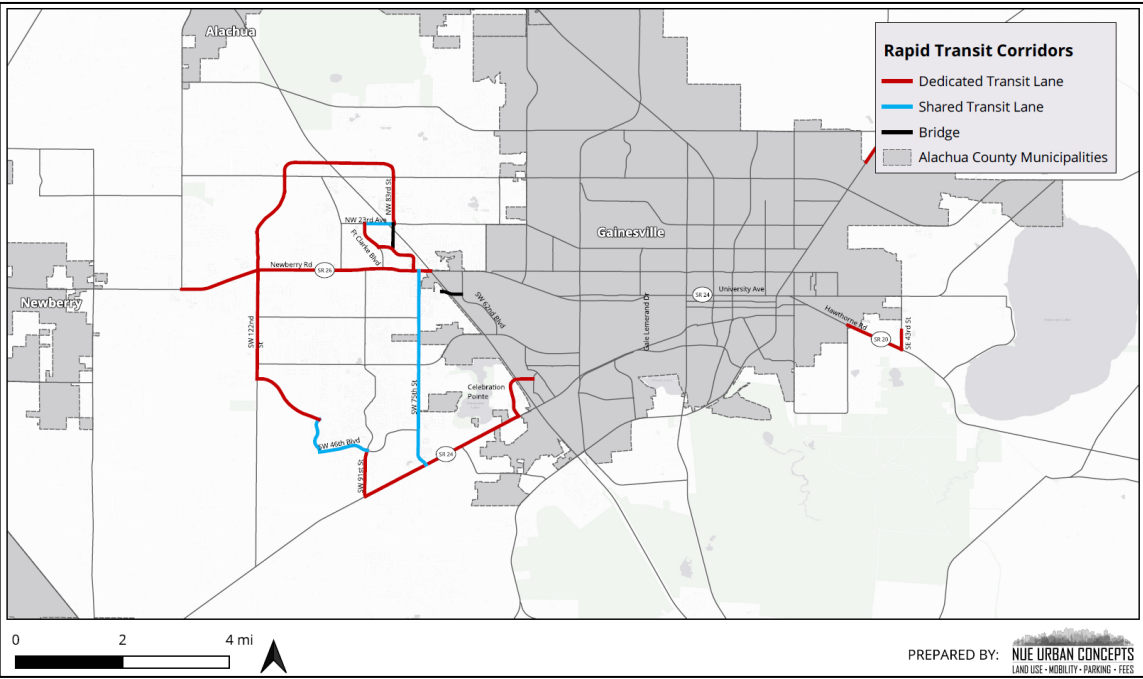 Alachua
Rapid Transit Corridors
Dedicated Transit Lane
Shared Transit Lane
Bridge
Alachua County Municipalities
NW 83rd St
NW 23rd Ave
Ft Clarke Blvd
Gainesville
Newberry Rd
SR 26
Newberry
SW 62nd Blvd
SR 24
University Ave
Gale Lemerand Dr
Hawthorne Rd
SR 20
SE 43rd St
SW 122nd
St
SW 75th St
Celebration
Pointe
SW 46th Blvd
SR 24
SW 91st St
0 2 4 mi
PREPARED BY:
NUE URBAN CONCEPTS
LAND USE • MOBILITY • PARKING • FEES